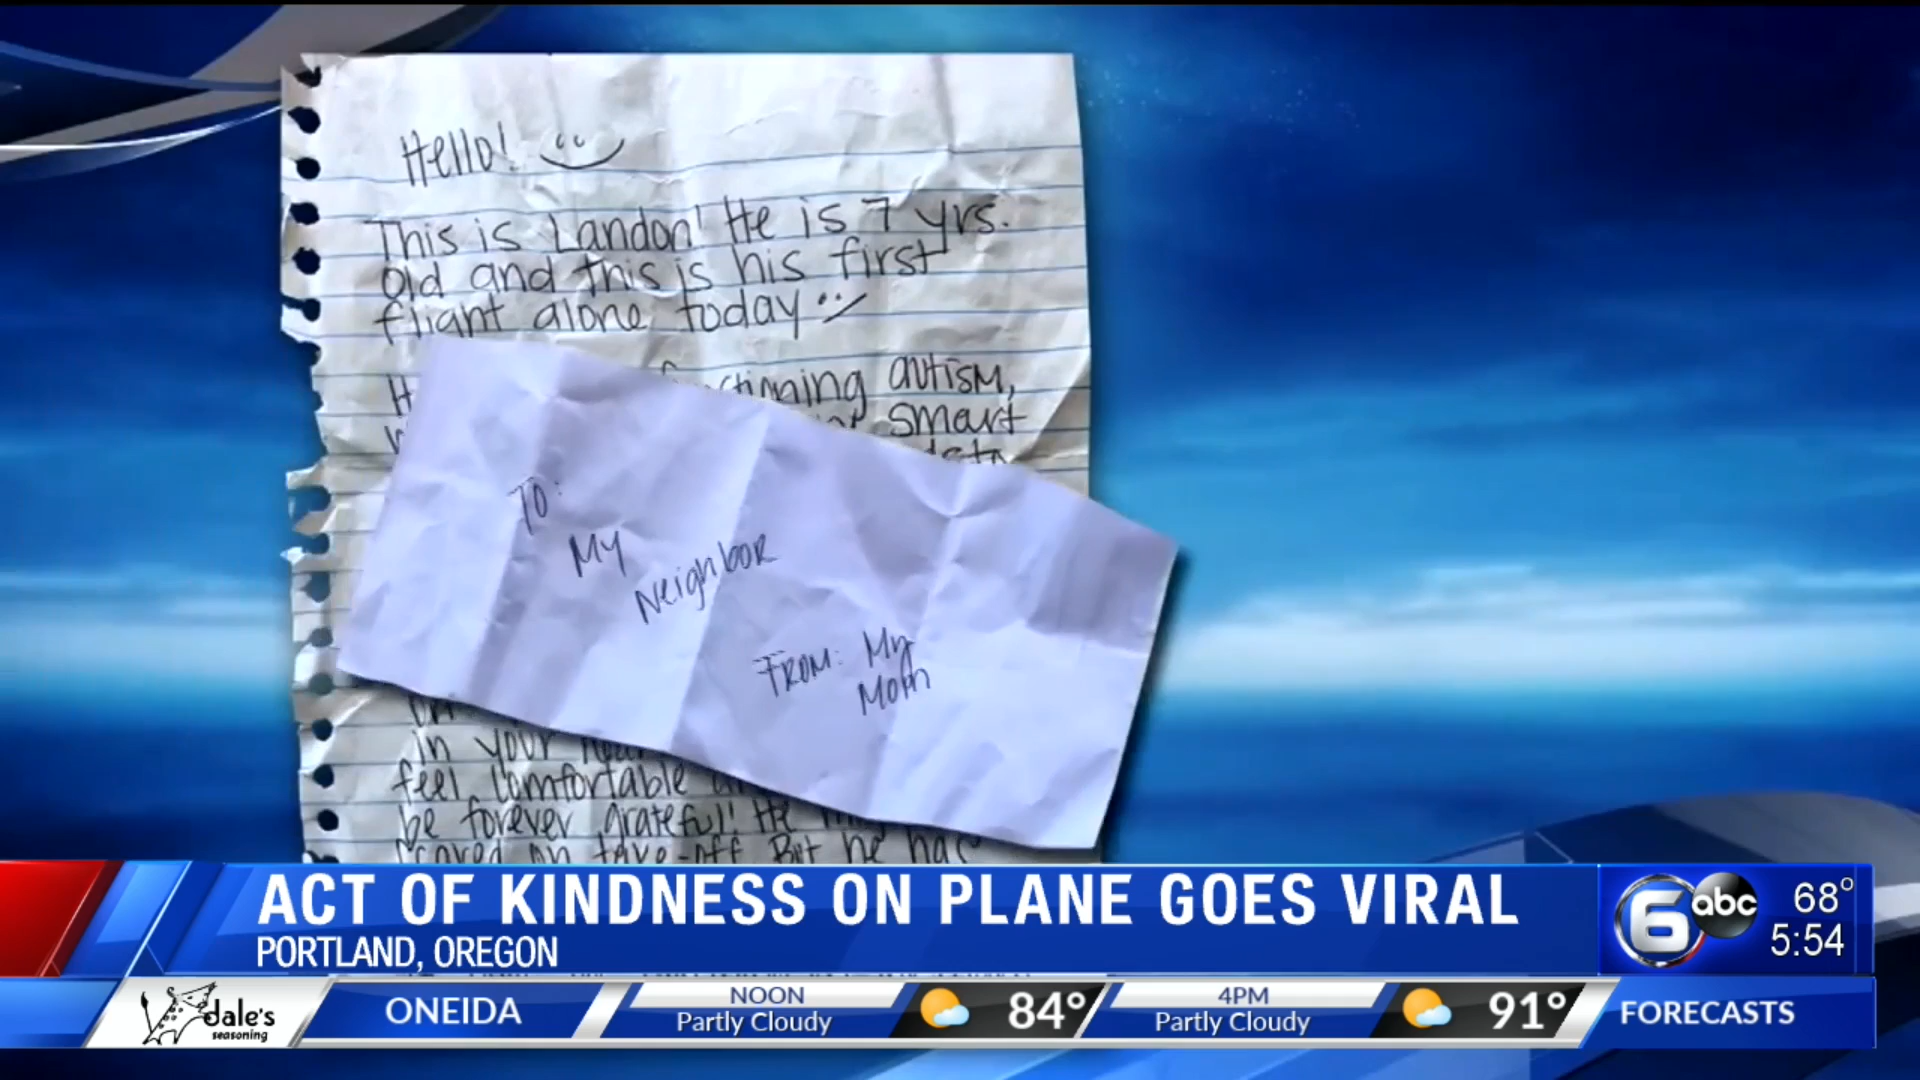 Hello!
This is Landon! He is 7 yrs.
old and this is his first
flight alone today
autism,
smart
TO:
My
Neighbor
FROM: My
Mom
in your
feel comfortable
be forever grateful! He
scared on take-off. But he has
ACT OF KINDNESS ON PLANE GOES VIRAL
PORTLAND, OREGON
6 abc
68°
5:54
dale's
seasoning
ONEIDA
NOON
Partly Cloudy
84°
4PM
Partly Cloudy
91°
FORECASTS